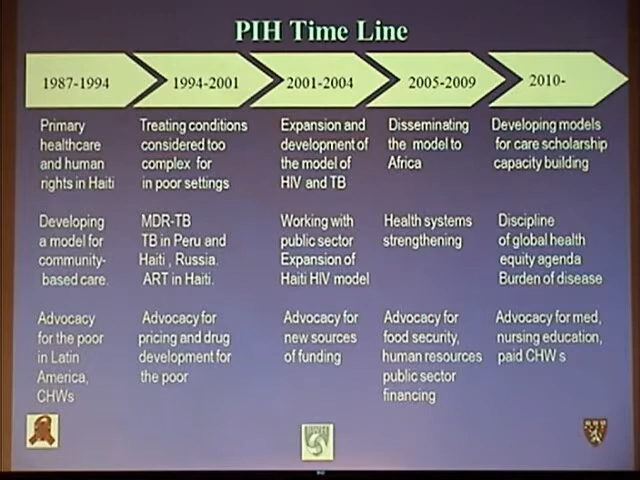 PIH Time Line
1987-1994
1994-2001
2001-2004
2005-2009
2010-
Primary
healthcare
and human
rights in Haiti
Treating conditions
considered too
complex for
in poor settings
Expansion and
development of
the model of
HIV and TB
Disseminating
the model to
Africa
Developing models
for care scholarship
capacity building
Developing
a model for
community-
based care.
MDR-TB
TB in Peru and
Haiti , Russia.
ART in Haiti.
Working with
public sector
Expansion of
Haiti HIV model
Health systems
strengthening
Discipline
of global health
equity agenda
Burden of disease
Advocacy
for the poor
in Latin
America,
CHWs
Advocacy for
pricing and drug
development for
the poor
Advocacy for
new sources
of funding
Advocacy for
food security,
human resources
public sector
financing
Advocacy for med,
nursing education,
paid CHW s